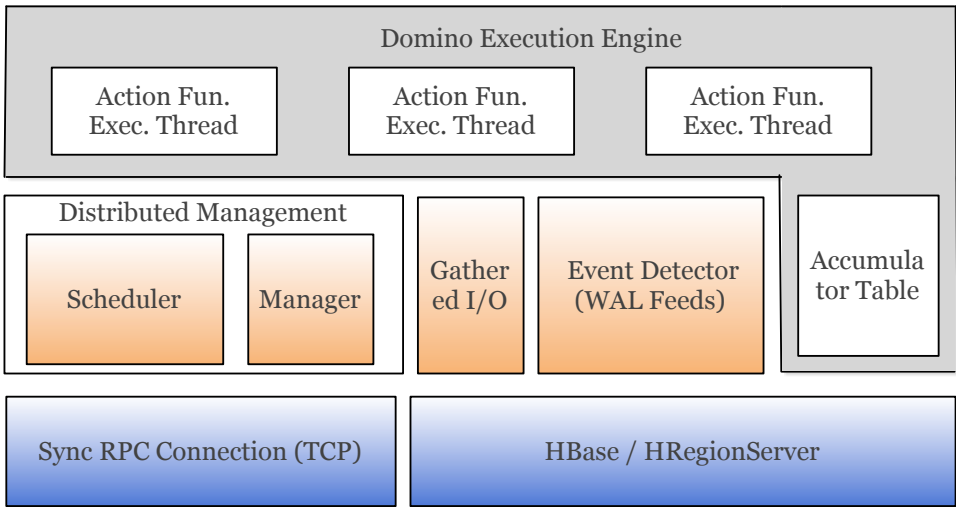 Domino Execution Engine
Action Fun.
Exec. Thread
Action Fun.
Exec. Thread
Action Fun.
Exec. Thread
Distributed Management
Scheduler
Manager
Gather
ed I/O
Event Detector
(WAL Feeds)
Accumula
tor Table
Sync RPC Connection (TCP)
HBase / HRegionServer